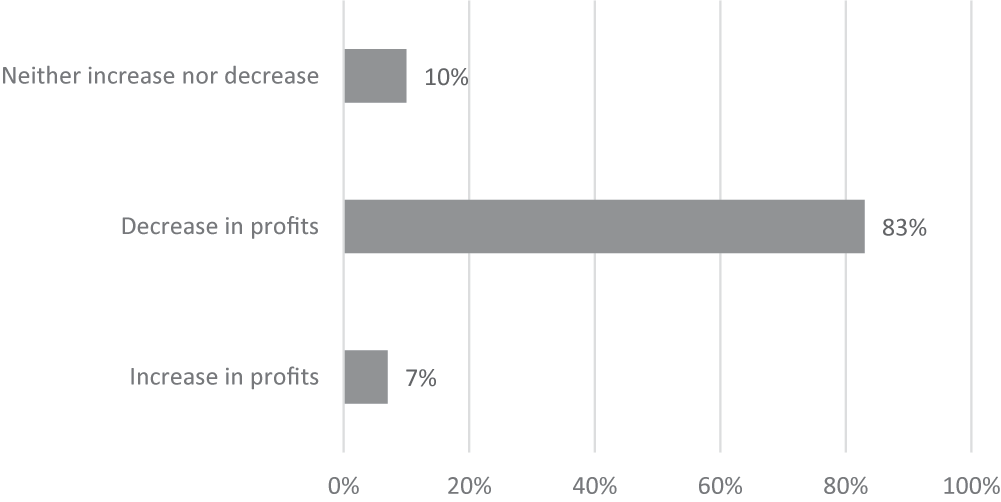 Neither increase nor decrease 10%
Decrease in profits 83%
Increase in profits 7%
0% 20% 40% 60% 80% 100%